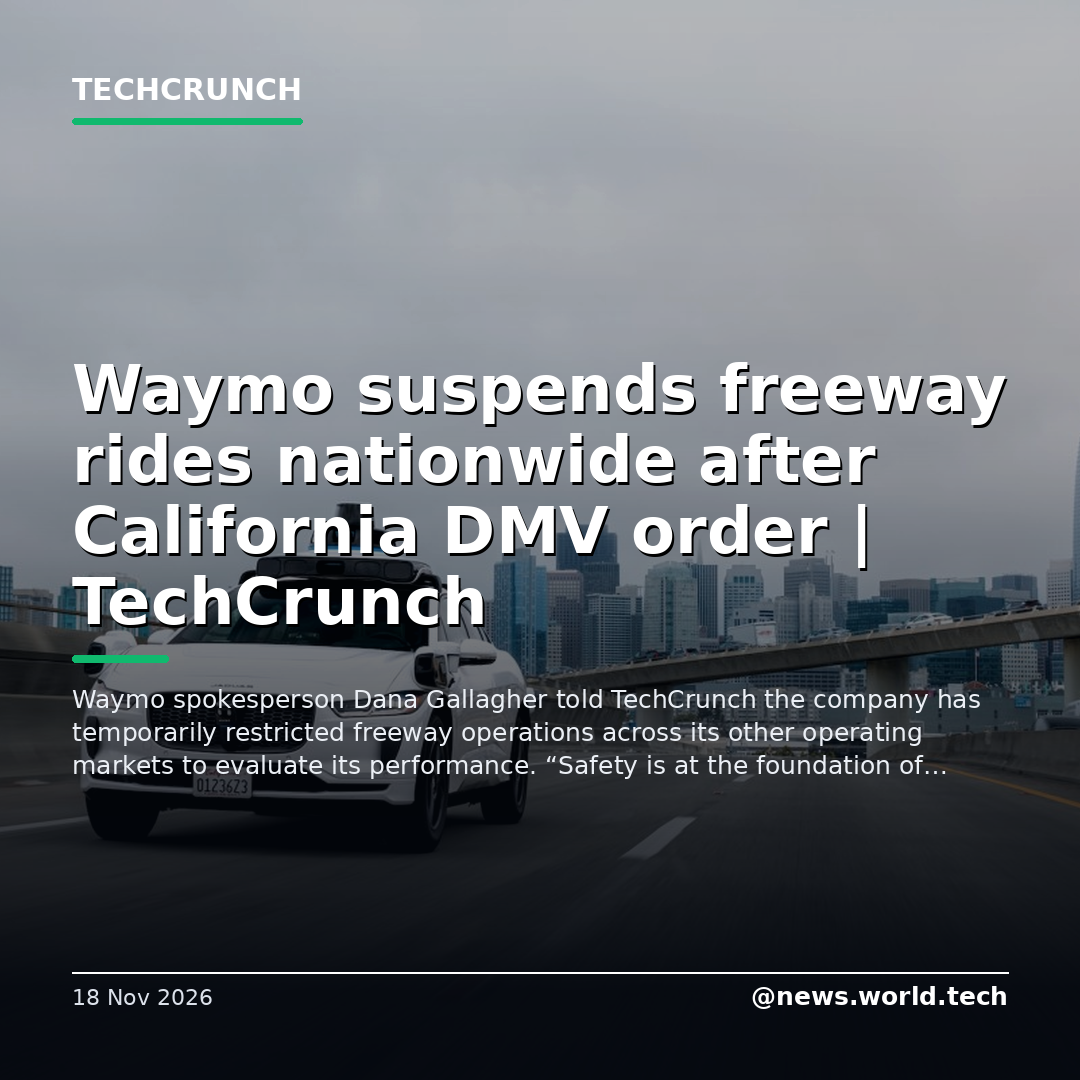 TECHCRUNCH
Waymo suspends freeway
rides nationwide after
California DMV order |
TechCrunch
Waymo spokesperson Dana Gallagher told TechCrunch the company has
temporarily restricted freeway operations across its other operating
markets to evaluate its performance. “Safety is at the foundation of…
18 Nov 2026
@news.world.tech